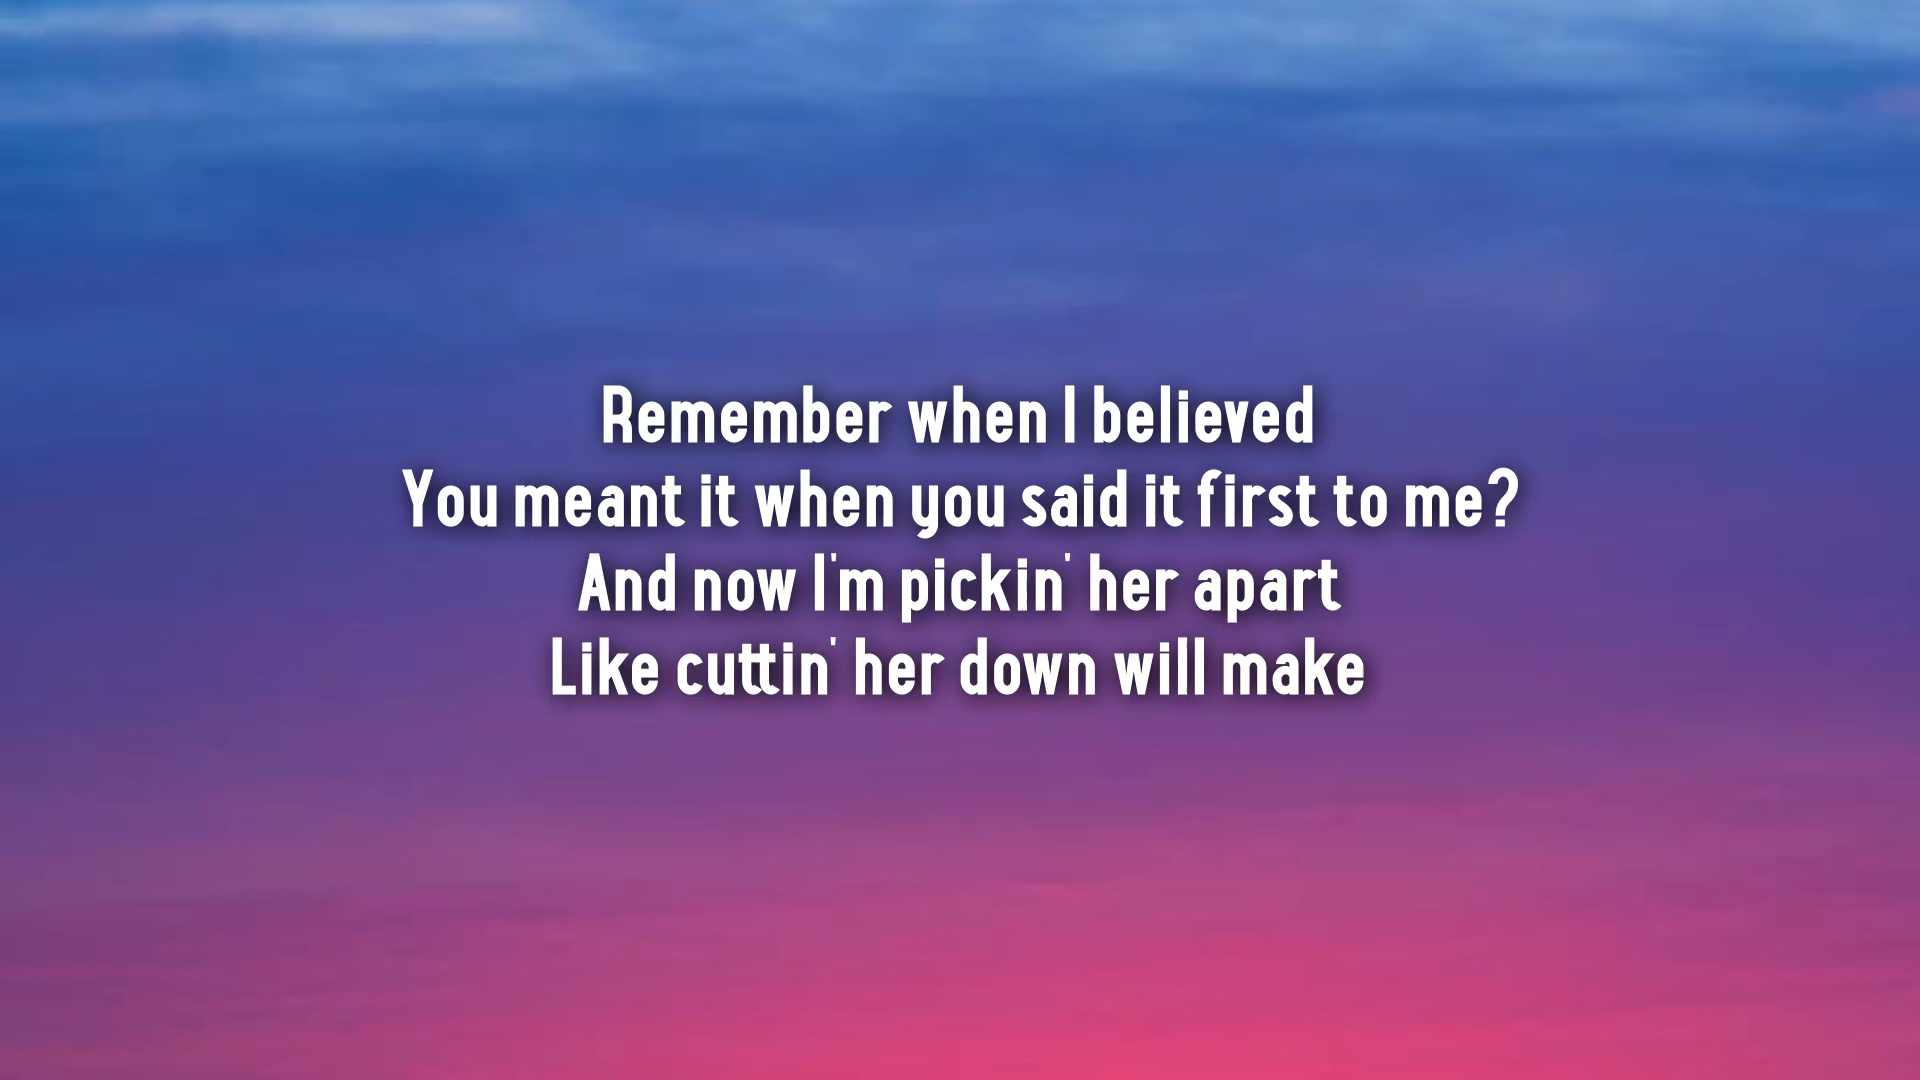 Remember when I believed
You meant it when you said it first to me?
And now I'm pickin' her apart
Like cuttin' her down will make